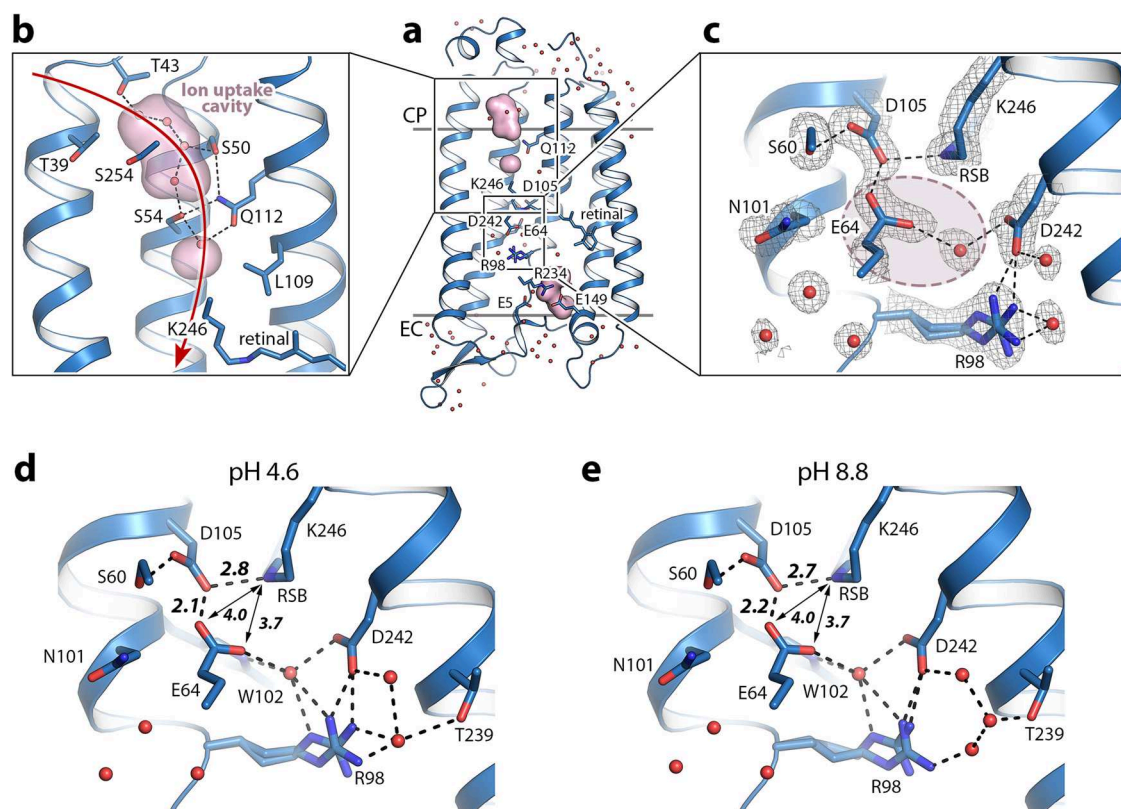 b
T43
Ion uptake
cavity
T39
S254
S50
S54
Q112
L109
K246
retinal
a
CP
Q112
K246
D105
D242
E64
retinal
R98
R234
E5
E149
EC
c
D105
K246
S60
RSB
N101
E64
D242
R98
d
pH 4.6
D105
K246
S60
2.8
RSB
2.1
4.0
3.7
D242
N101
E64
W102
T239
R98
e
pH 8.8
D105
K246
S60
2.7
RSB
2.2
4.0
3.7
D242
N101
E64
W102
T239
R98